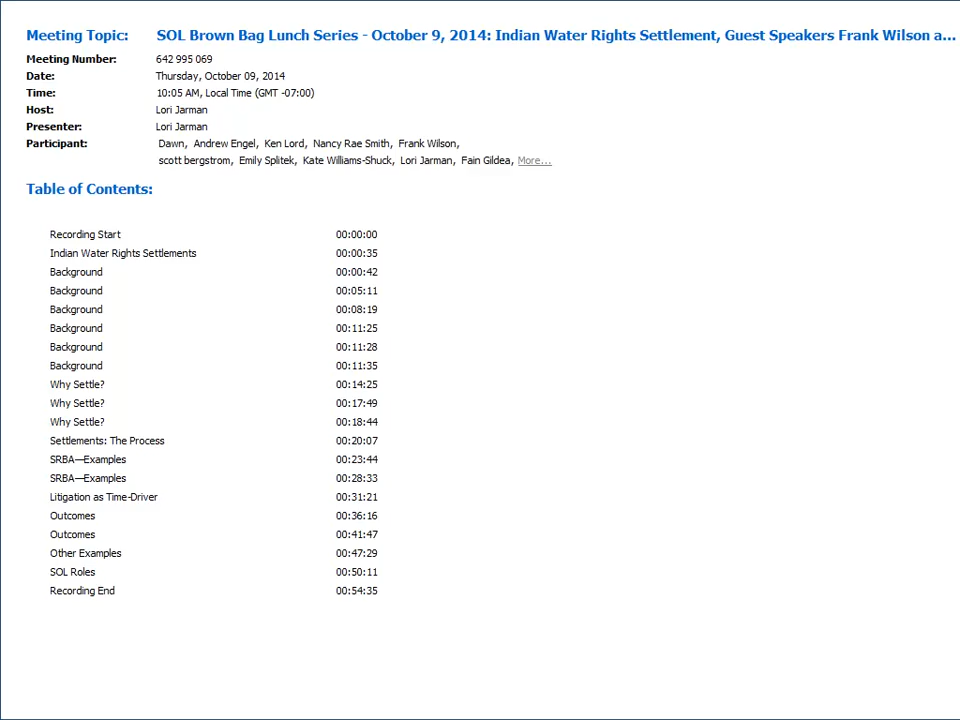 Meeting Topic: SOL Brown Bag Lunch Series - October 9, 2014: Indian Water Rights Settlement, Guest Speakers Frank Wilson a...
Meeting Number: 642 995 069
Date: Thursday, October 09, 2014
Time: 10:05 AM, Local Time (GMT -07:00)
Host: Lori Jarman
Presenter: Lori Jarman
Participant: Dawn, Andrew Engel, Ken Lord, Nancy Rae Smith, Frank Wilson,
scott bergstrom, Emily Splitek, Kate Williams-Shuck, Lori Jarman, Fain Gildea, More...
Table of Contents:
Recording Start 00:00:00
Indian Water Rights Settlements 00:00:35
Background 00:00:42
Background 00:05:11
Background 00:08:19
Background 00:11:25
Background 00:11:28
Background 00:11:35
Why Settle? 00:14:25
Why Settle? 00:17:49
Why Settle? 00:18:44
Settlements: The Process 00:20:07
SRBA—Examples 00:23:44
SRBA—Examples 00:28:33
Litigation as Time-Driver 00:31:21
Outcomes 00:36:16
Outcomes 00:41:47
Other Examples 00:47:29
SOL Roles 00:50:11
Recording End 00:54:35